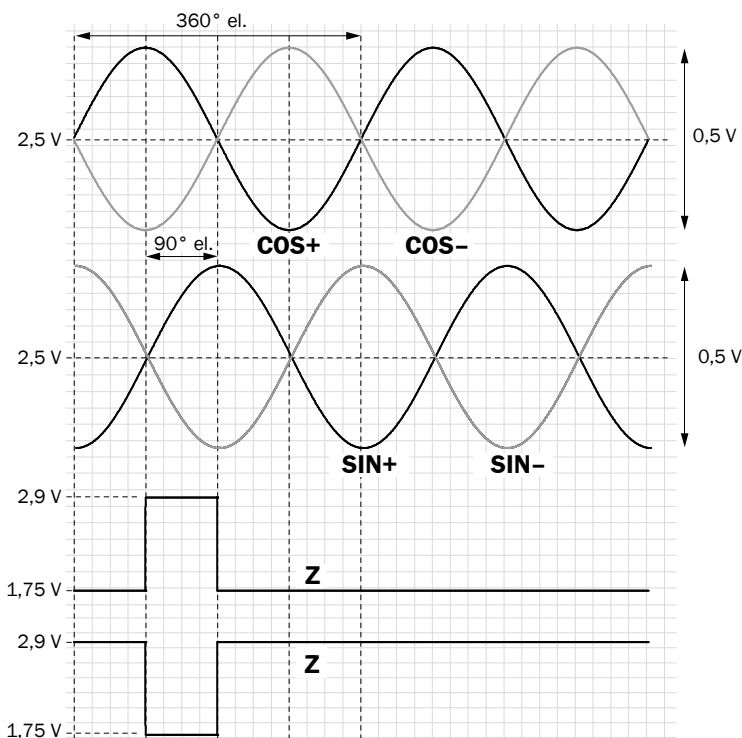 360° el.
2,5 V
0,5 V
COS+ COS–
90° el.
2,5 V
0,5 V
SIN+ SIN–
2,9 V
Z
1,75 V
2,9 V
Z
1,75 V